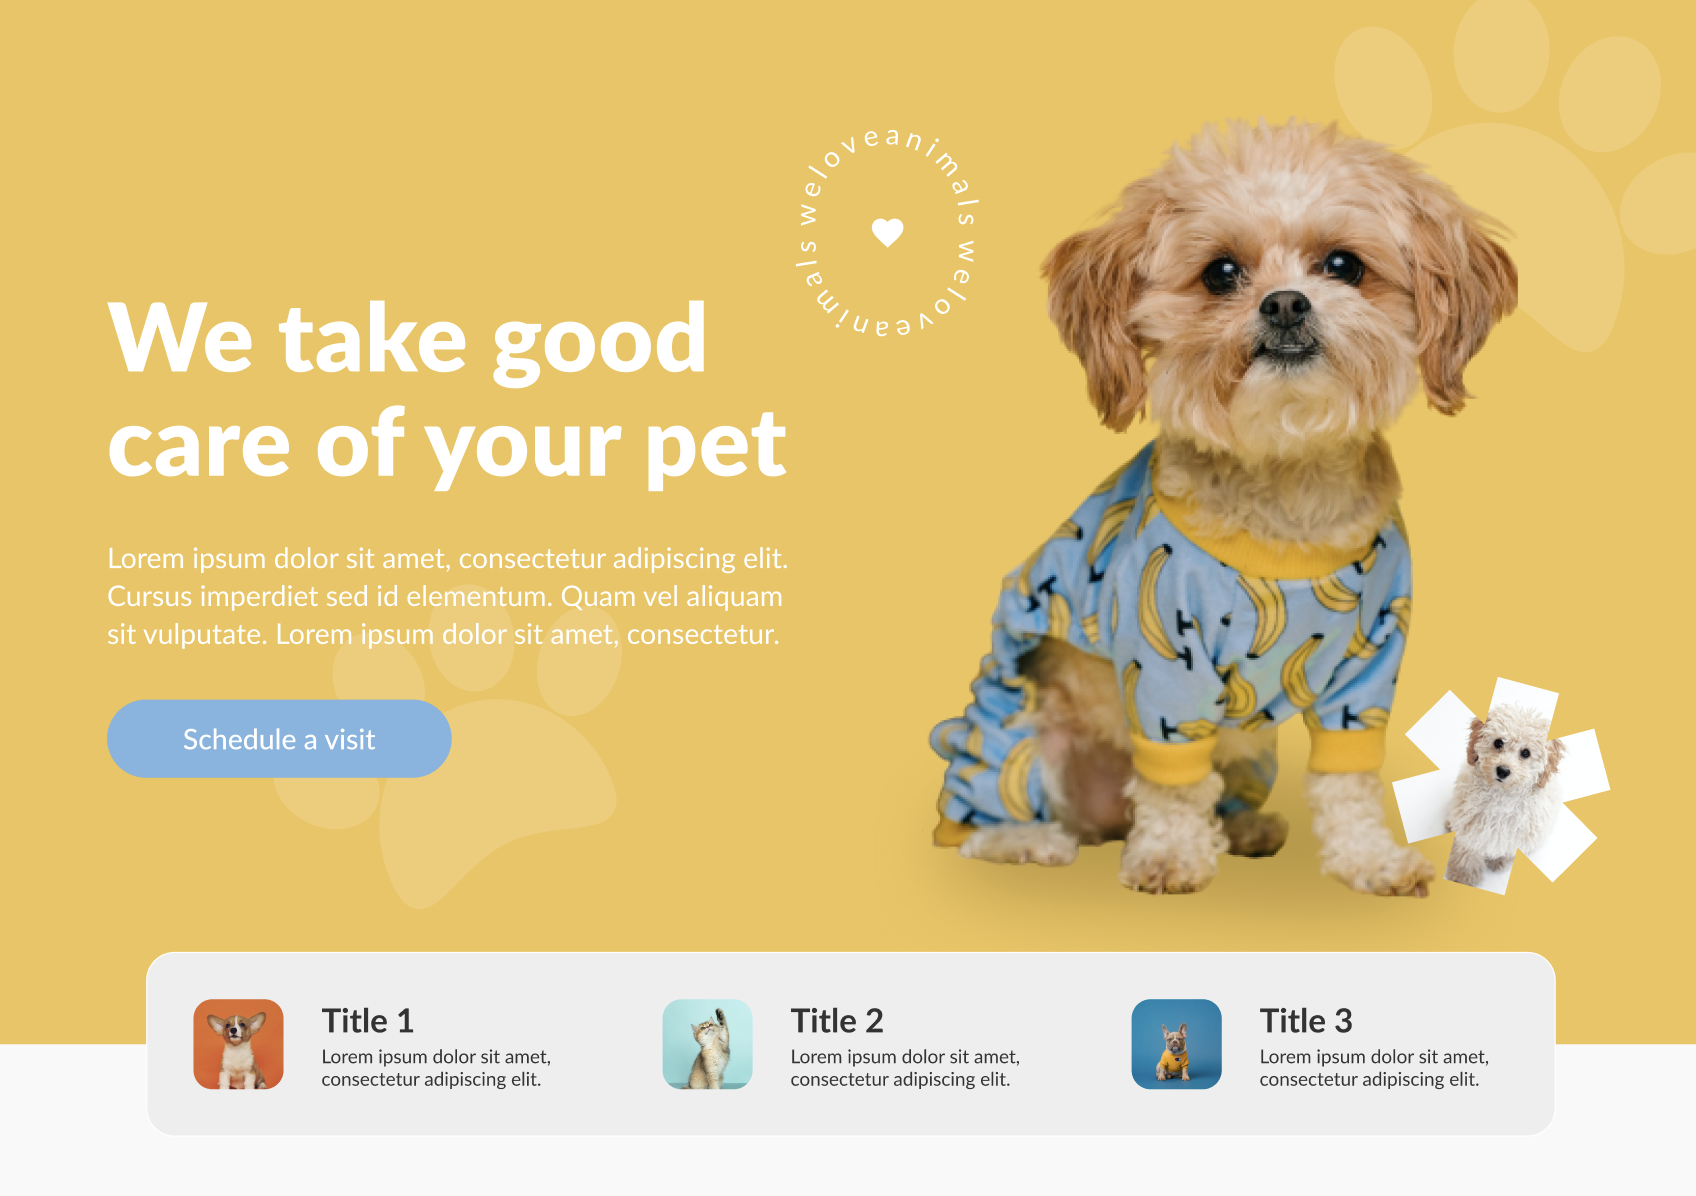 weloveanimals weloveanimals
We take good
care of your pet
Lorem ipsum dolor sit amet, consectetur adipiscing elit.
Cursus imperdiet sed id elementum. Quam vel aliquam
sit vulputate. Lorem ipsum dolor sit amet, consectetur.
Schedule a visit
Title 1
Lorem ipsum dolor sit amet,
consectetur adipiscing elit.
Title 2
Lorem ipsum dolor sit amet,
consectetur adipiscing elit.
Title 3
Lorem ipsum dolor sit amet,
consectetur adipiscing elit.